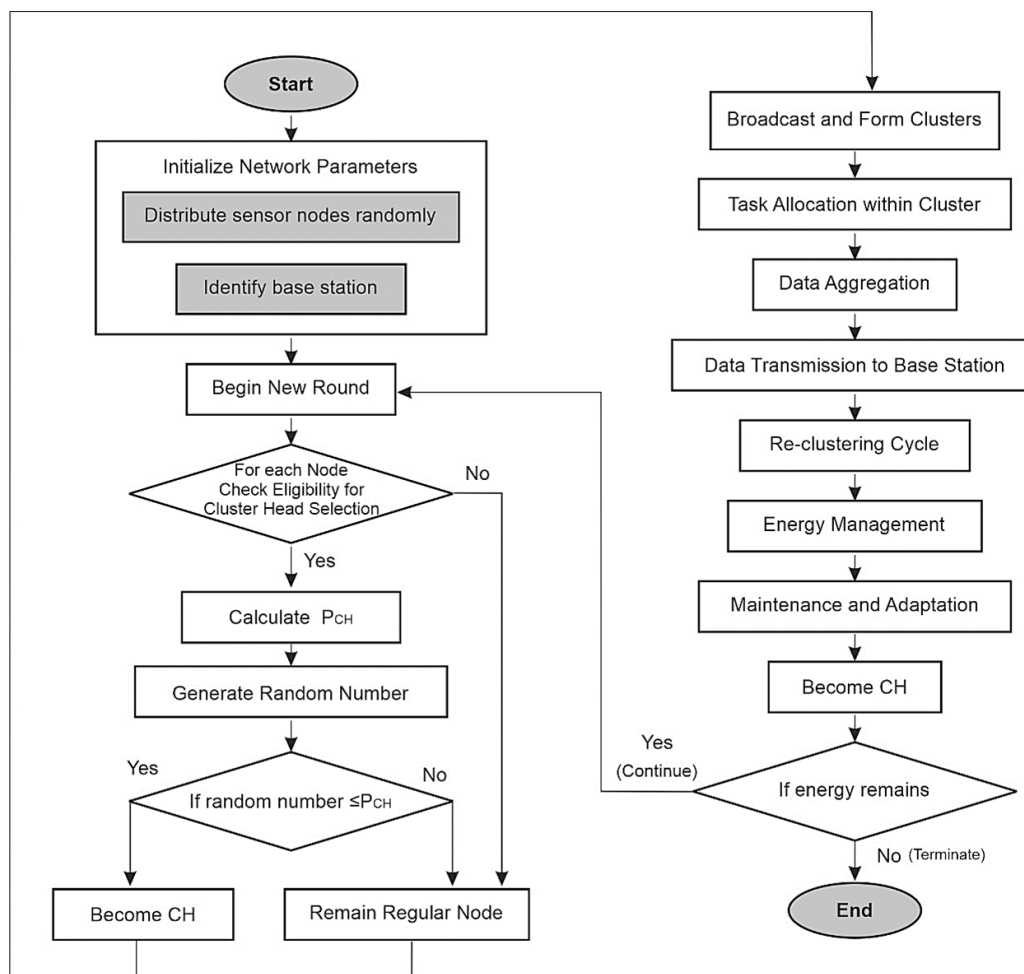 Start
Initialize Network Parameters
Distribute sensor nodes randomly
Identify base station
Begin New Round
For each Node
Check Eligibility for
Cluster Head Selection
No
Yes
Calculate PCH
Generate Random Number
Yes
No
If random number ≤PCH
Become CH
Remain Regular Node
Broadcast and Form Clusters
Task Allocation within Cluster
Data Aggregation
Data Transmission to Base Station
Re-clustering Cycle
Energy Management
Maintenance and Adaptation
Become CH
Yes
(Continue)
If energy remains
No (Terminate)
End